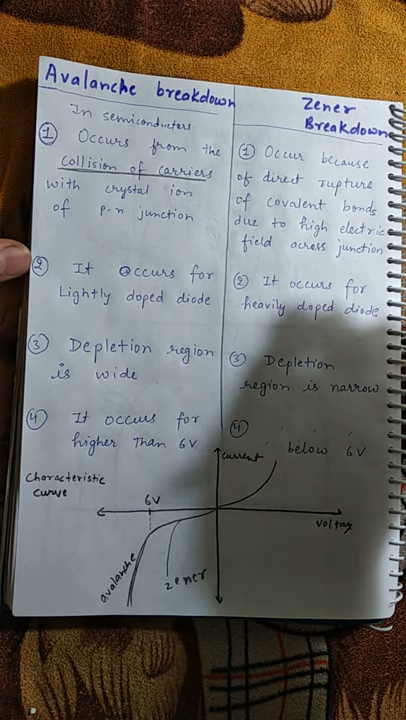 Avalanche breakdown
In semiconductors
① Occurs from the
Collision of carriers
with crystal ion
of p-n junction
② It occurs for
Lightly doped diode
③ Depletion region
is wide.
④ It occurs for
higher than 6V
Zener
Breakdown
① Occur because
of direct rupture
of covalent bonds
due to high electric
field across junction
② It occurs for
heavily doped diode
③ Depletion
region is narrow
④
below 6V
Characteristic
curve
6V
current
voltag
avalanche
zener